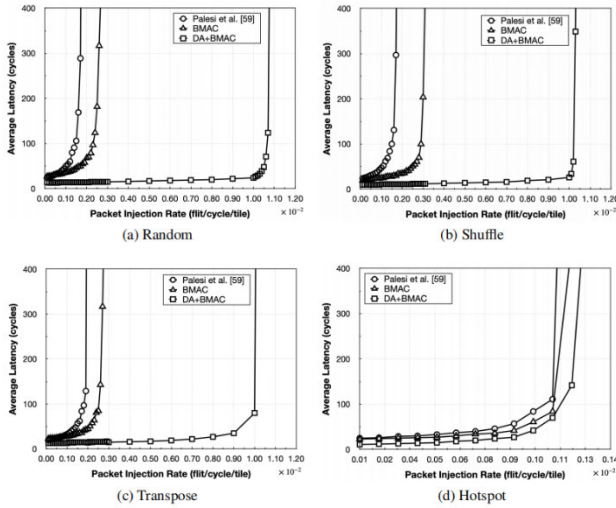 400
300
200
100
0
Average Latency (cycles)
Palesi et al. [59]
BMAC
DA+BMAC
0.00 0.10 0.20 0.30 0.40 0.50 0.60 0.70 0.80 0.90 1.00 1.10 1.20
× 10⁻²
Packet Injection Rate (flit/cycle/tile)
(a) Random
400
300
200
100
0
Average Latency (cycles)
Palesi et al. [59]
BMAC
DA+BMAC
0.00 0.10 0.20 0.30 0.40 0.50 0.60 0.70 0.80 0.90 1.00 1.10 1.20
× 10⁻²
Packet Injection Rate (flit/cycle/tile)
(b) Shuffle
400
300
200
100
0
Average Latency (cycles)
Palesi et al. [59]
BMAC
DA+BMAC
0.00 0.10 0.20 0.30 0.40 0.50 0.60 0.70 0.80 0.90 1.00 1.10 1.20
× 10⁻²
Packet Injection Rate (flit/cycle/tile)
(c) Transpose
400
300
200
100
0
Average Latency (cycles)
Palesi et al. [59]
BMAC
DA+BMAC
0.01 0.02 0.04 0.05 0.06 0.08 0.09 0.10 0.11 0.13 0.14
× 10⁻²
Packet Injection Rate (flit/cycle/tile)
(d) Hotspot